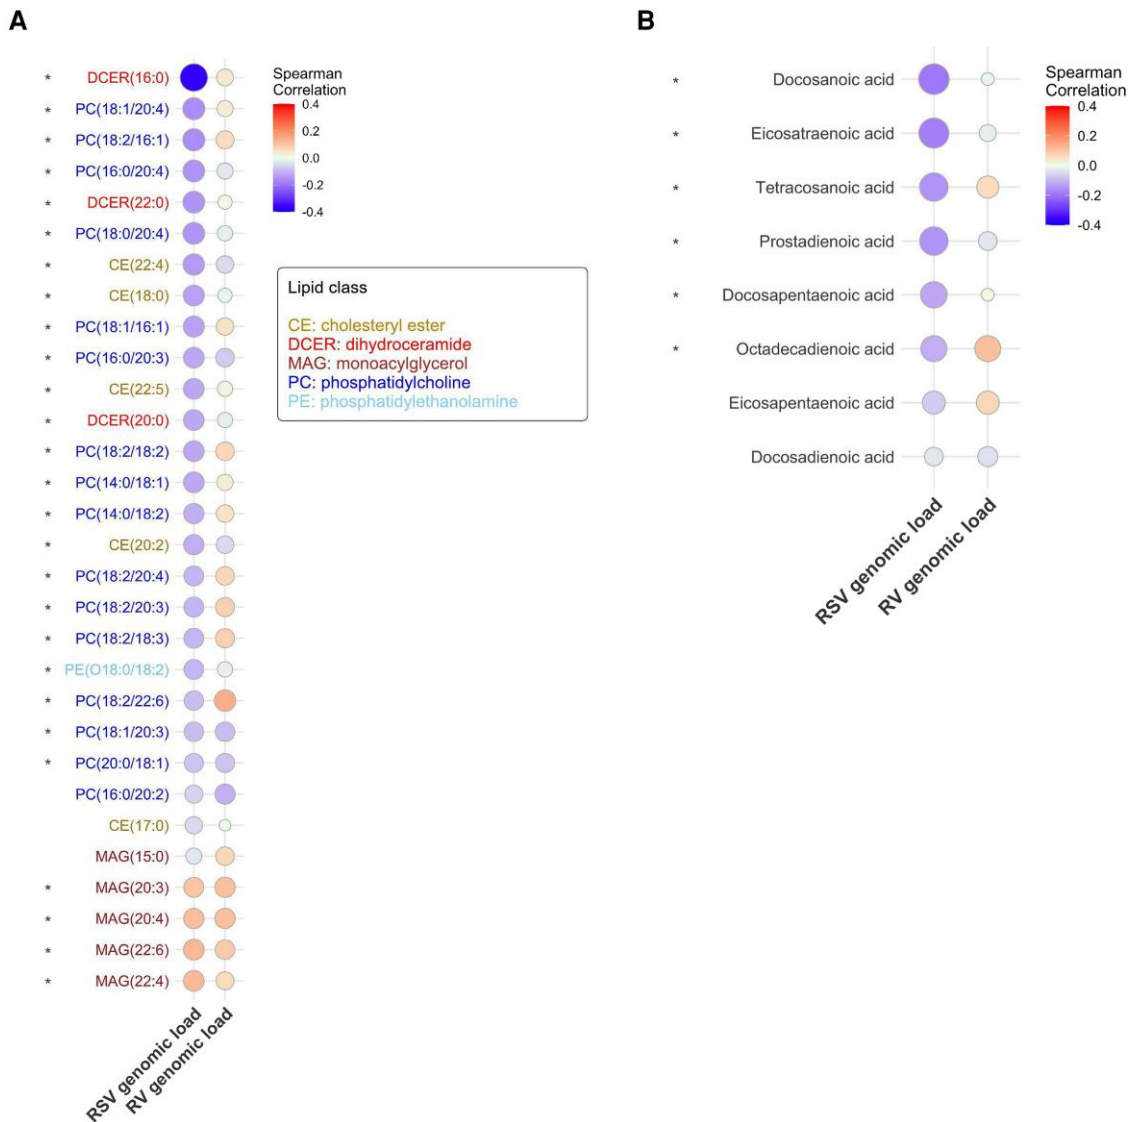 A
B
* DCER(16:0)
* PC(18:1/20:4)
* PC(18:2/16:1)
* PC(16:0/20:4)
* DCER(22:0)
* PC(18:0/20:4)
* CE(22:4)
* CE(18:0)
* PC(18:1/16:1)
* PC(16:0/20:3)
* CE(22:5)
* DCER(20:0)
* PC(18:2/18:2)
* PC(14:0/18:1)
* PC(14:0/18:2)
* CE(20:2)
* PC(18:2/20:4)
* PC(18:2/20:3)
* PC(18:2/18:3)
* PE(O18:0/18:2)
* PC(18:2/22:6)
* PC(18:1/20:3)
* PC(20:0/18:1)
PC(16:0/20:2)
CE(17:0)
MAG(15:0)
* MAG(20:3)
* MAG(20:4)
* MAG(22:6)
* MAG(22:4)
RSV genomic load
RV genomic load
Spearman
Correlation
0.4
0.2
0.0
-0.2
-0.4
Lipid class
CE: cholesteryl ester
DCER: dihydroceramide
MAG: monoacylglycerol
PC: phosphatidylcholine
PE: phosphatidylethanolamine
* Docosanoic acid
* Eicosatraenoic acid
* Tetracosanoic acid
* Prostadienoic acid
* Docosapentaenoic acid
* Octadecadienoic acid
Eicosapentaenoic acid
Docosadienoic acid
RSV genomic load
RV genomic load
Spearman
Correlation
0.4
0.2
0.0
-0.2
-0.4